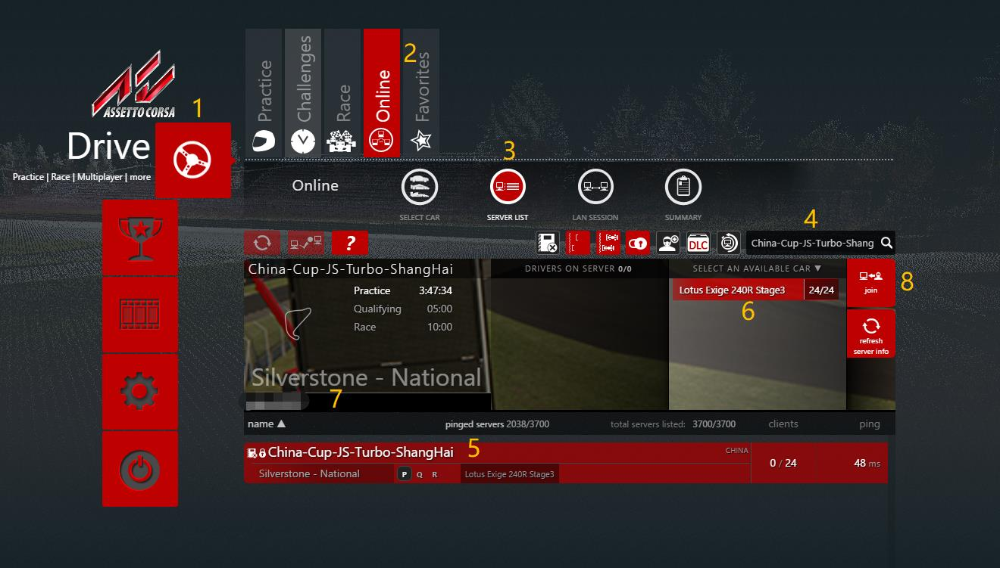 Practice
Challenges
Race
Online
2
Favorites
ASSETTO CORSA
1
Drive
Practice | Race | Multiplayer | more
3
Online
SELECT CAR
SERVER LIST
LAN SESSION
SUMMARY
4
?
DLC
China-Cup-JS-Turbo-Shang
China-Cup-JS-Turbo-ShangHai
DRIVERS ON SERVER 0/0
SELECT AN AVAILABLE CAR ▼
Practice 3:47:34
Qualifying 05:00
Race 10:00
Lotus Exige 240R Stage3 24/24
6
join
8
refresh
server info
Silverstone - National
7
name ▲ pinged servers 2038/3700 total servers listed: 3700/3700 clients ping
China-Cup-JS-Turbo-ShangHai 5 CHINA
Silverstone - National P Q R Lotus Exige 240R Stage3
0 / 24 48 ms